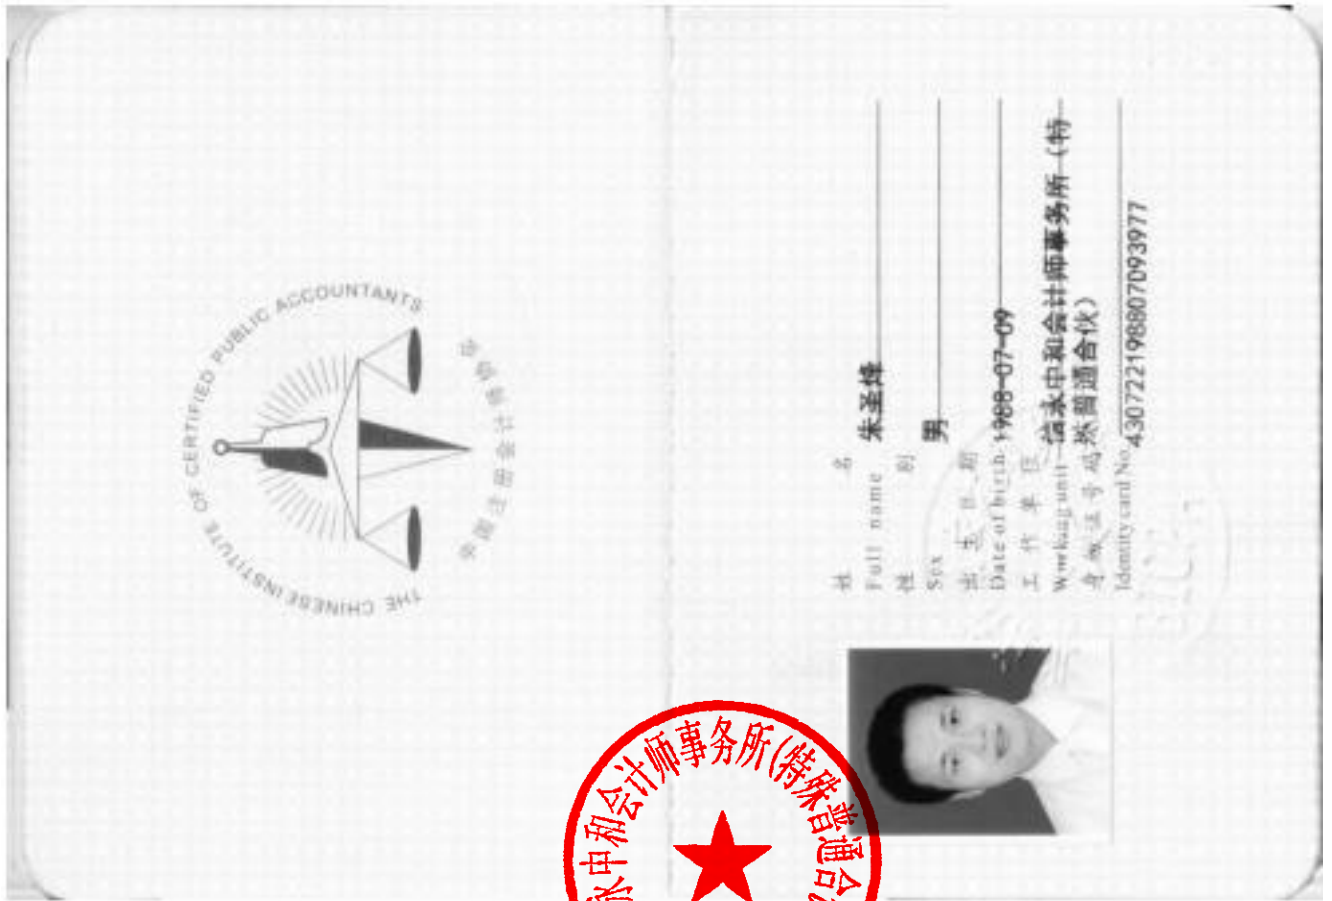 THE CHINESE INSTITUTE OF CERTIFIED PUBLIC ACCOUNTANTS
中国注册会计师协会
姓 名 朱圣烽
Full name
性 别 男
Sex
出 生 日 期 1988-07-09
Date of birth
工 作 单 位 信永中和会计师事务所（特
Working unit 殊普通合伙）
身份证号码 430722198807093977
Identity card No.
永中和会计师事务所(特殊普通合